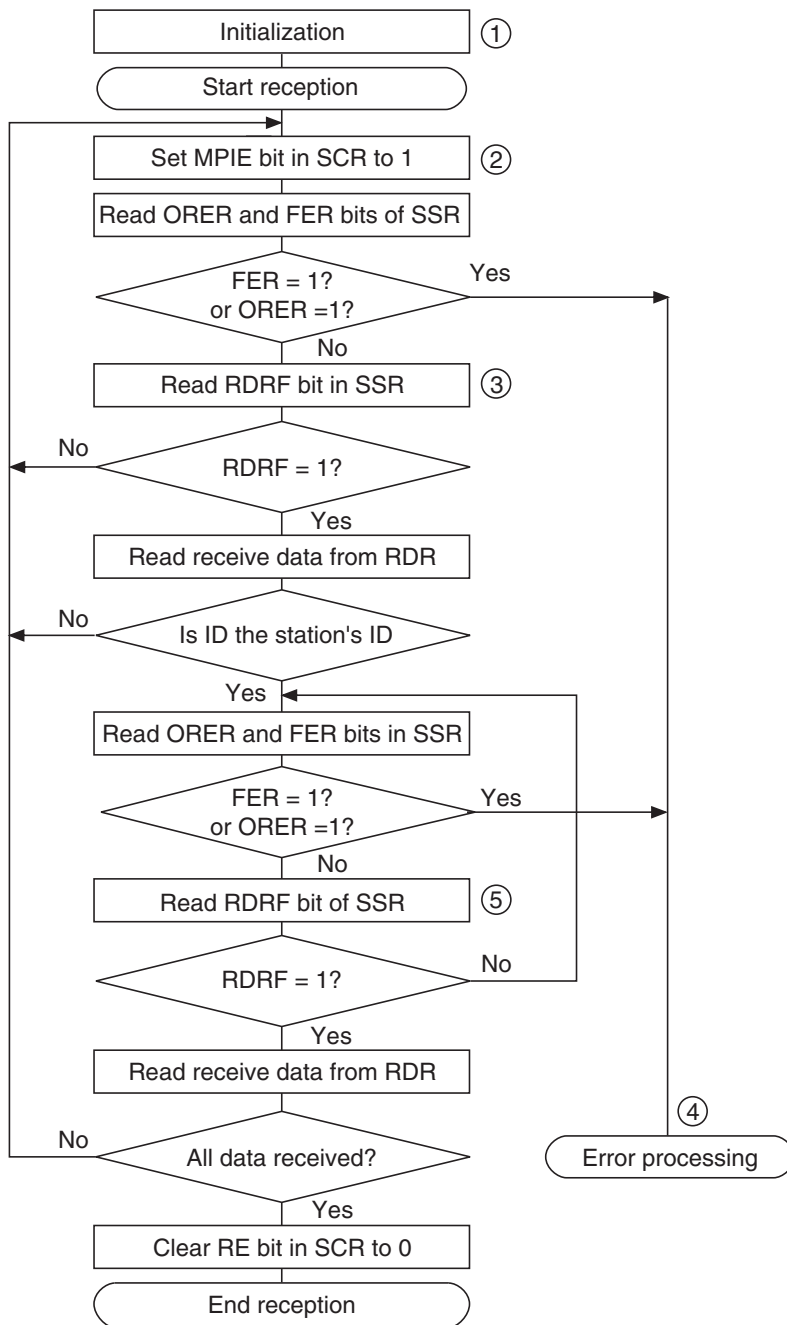 Initialization
①
Start reception
Set MPIE bit in SCR to 1
②
Read ORER and FER bits of SSR
FER = 1?
or ORER =1?
Yes
No
Read RDRF bit in SSR
③
No
RDRF = 1?
Yes
Read receive data from RDR
No
Is ID the station's ID
Yes
Read ORER and FER bits in SSR
FER = 1?
or ORER =1?
Yes
No
Read RDRF bit of SSR
⑤
RDRF = 1?
No
Yes
Read receive data from RDR
④
No
All data received?
Error processing
Yes
Clear RE bit in SCR to 0
End reception